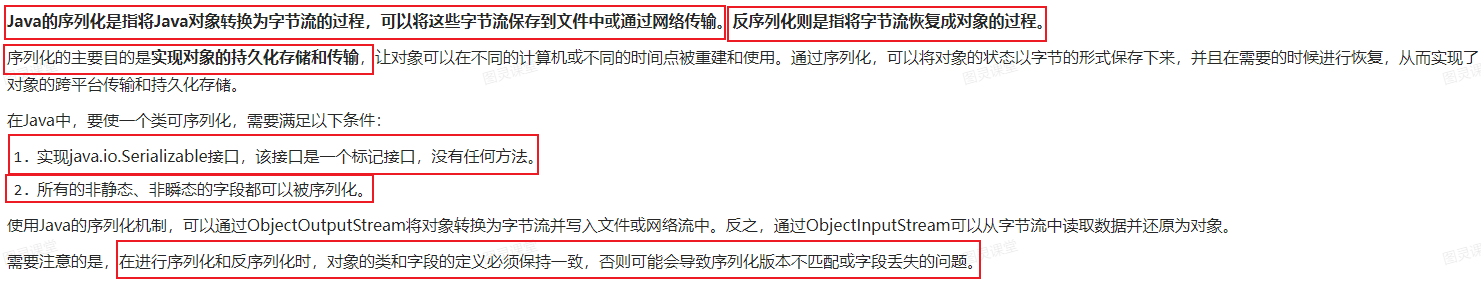 Java的序列化是指将Java对象转换为字节流的过程，可以将这些字节流保存到文件中或通过网络传输。反序列化则是指将字节流恢复成对象的过程。
序列化的主要目的是实现对象的持久化存储和传输，让对象可以在不同的计算机或不同的时间点被重建和使用。通过序列化，可以将对象的状态以字节的形式保存下来，并且在需要的时候进行恢复，从而实现了
对象的跨平台传输和持久化存储。
在Java中，要使一个类可序列化，需要满足以下条件：
1. 实现java.io.Serializable接口，该接口是一个标记接口，没有任何方法。
2. 所有的非静态、非瞬态的字段都可以被序列化。
使用Java的序列化机制，可以通过ObjectOutputStream将对象转换为字节流并写入文件或网络流中。反之，通过ObjectInputStream可以从字节流中读取数据并还原为对象。
需要注意的是，在进行序列化和反序列化时，对象的类和字段的定义必须保持一致，否则可能会导致序列化版本不匹配或字段丢失的问题。